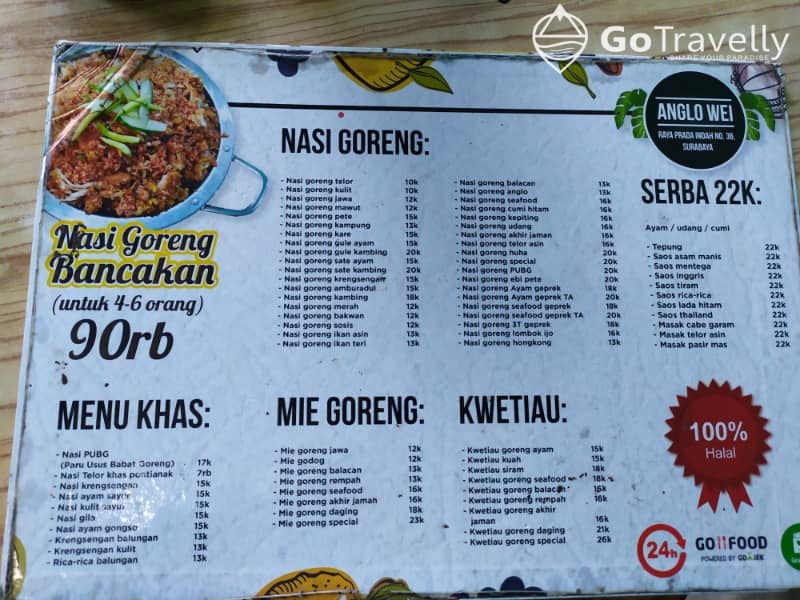 GoTravelly
SHARE YOUR PARADISE
ANGLO WEI
RAYA PRADA INDAH NO. 38,
SURABAYA
Nasi Goreng
Bancakan
(untuk 4-6 orang)
90rb
NASI GORENG:
- Nasi goreng telor 10k
- Nasi goreng kulit 10k
- Nasi goreng jawa 12k
- Nasi goreng mawut 12k
- Nasi goreng pete 15k
- Nasi goreng kampung 13k
- Nasi goreng kare 15k
- Nasi goreng gule ayam 15k
- Nasi goreng gule kambing 20k
- Nasi goreng sate ayam 15k
- Nasi goreng sate kambing 20k
- Nasi goreng krengsengan 15k
- Nasi goreng amburadul 15k
- Nasi goreng kambing 18k
- Nasi goreng merah 12k
- Nasi goreng bakwan 12k
- Nasi goreng sosis 12k
- Nasi goreng ikan asin 13k
- Nasi goreng ikan teri 13k
- Nasi goreng balacan 13k
- Nasi goreng anglo 13k
- Nasi goreng seafood 16k
- Nasi goreng cumi hitam 16k
- Nasi goreng kepiting 16k
- Nasi goreng udang 16k
- Nasi goreng akhir jaman 16k
- Nasi goreng telor asin 16k
- Nasi goreng huha 20k
- Nasi goreng special 20k
- Nasi goreng PUBG 20k
- Nasi goreng ebi pete 20k
- Nasi goreng Ayam geprek 18k
- Nasi goreng Ayam geprek TA 20k
- Nasi goreng seafood geprek 18k
- Nasi goreng seafood geprek TA 20k
- Nasi goreng 3T geprek 18k
- Nasi goreng lombok ijo 16k
- Nasi goreng hongkong 13k
SERBA 22K:
Ayam / udang / cumi
- Tepung 22k
- Saos asam manis 22k
- Saos mentega 22k
- Saos inggris 22k
- Saos tiram 22k
- Saos rica-rica 22k
- Saos lada hitam 22k
- Saos thailand 22k
- Masak cabe garam 22k
- Masak telor asin 22k
- Masak pasir mas 22k
MENU KHAS:
- Nasi PUBG
(Paru Usus Babat Goreng) 17k
- Nasi Telor khas pontianak 7rb
- Nasi krengsengan 15k
- Nasi ayam sayur 15k
- Nasi kulit sayur 15k
- Nasi gila 15k
- Nasi ayam gongso 15k
- Krengsengan balungan 13k
- Krengsengan kulit 13k
- Rica-rica balungan 13k
MIE GORENG:
- Mie goreng jawa 12k
- Mie godog 12k
- Mie goreng balacan 13k
- Mie goreng rempah 13k
- Mie goreng seafood 16k
- Mie goreng akhir jaman 16k
- Mie goreng daging 18k
- Mie goreng special 23k
KWETIAU:
- Kwetiau goreng ayam 15k
- Kwetiau kuah 15k
- Kwetiau siram 18k
- Kwetiau goreng seafood 18k
- Kwetiau goreng balacan 16k
- Kwetiau goreng rempah 16k
- Kwetiau goreng akhir
jaman 16k
- Kwetiau goreng daging 21k
- Kwetiau goreng special 26k
100%
Halal
24h
GO FOOD
POWERED BY GO JEK